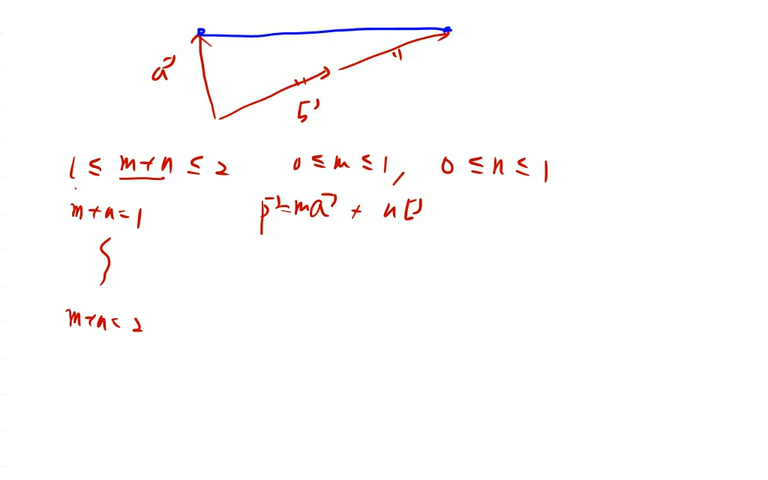 a⃗
b⃗
1 ≤ m+n ≤ 2 0 ≤ m ≤ 1, 0 ≤ n ≤ 1
m+n=1 p⃗=ma⃗ + nb⃗
m+n=2